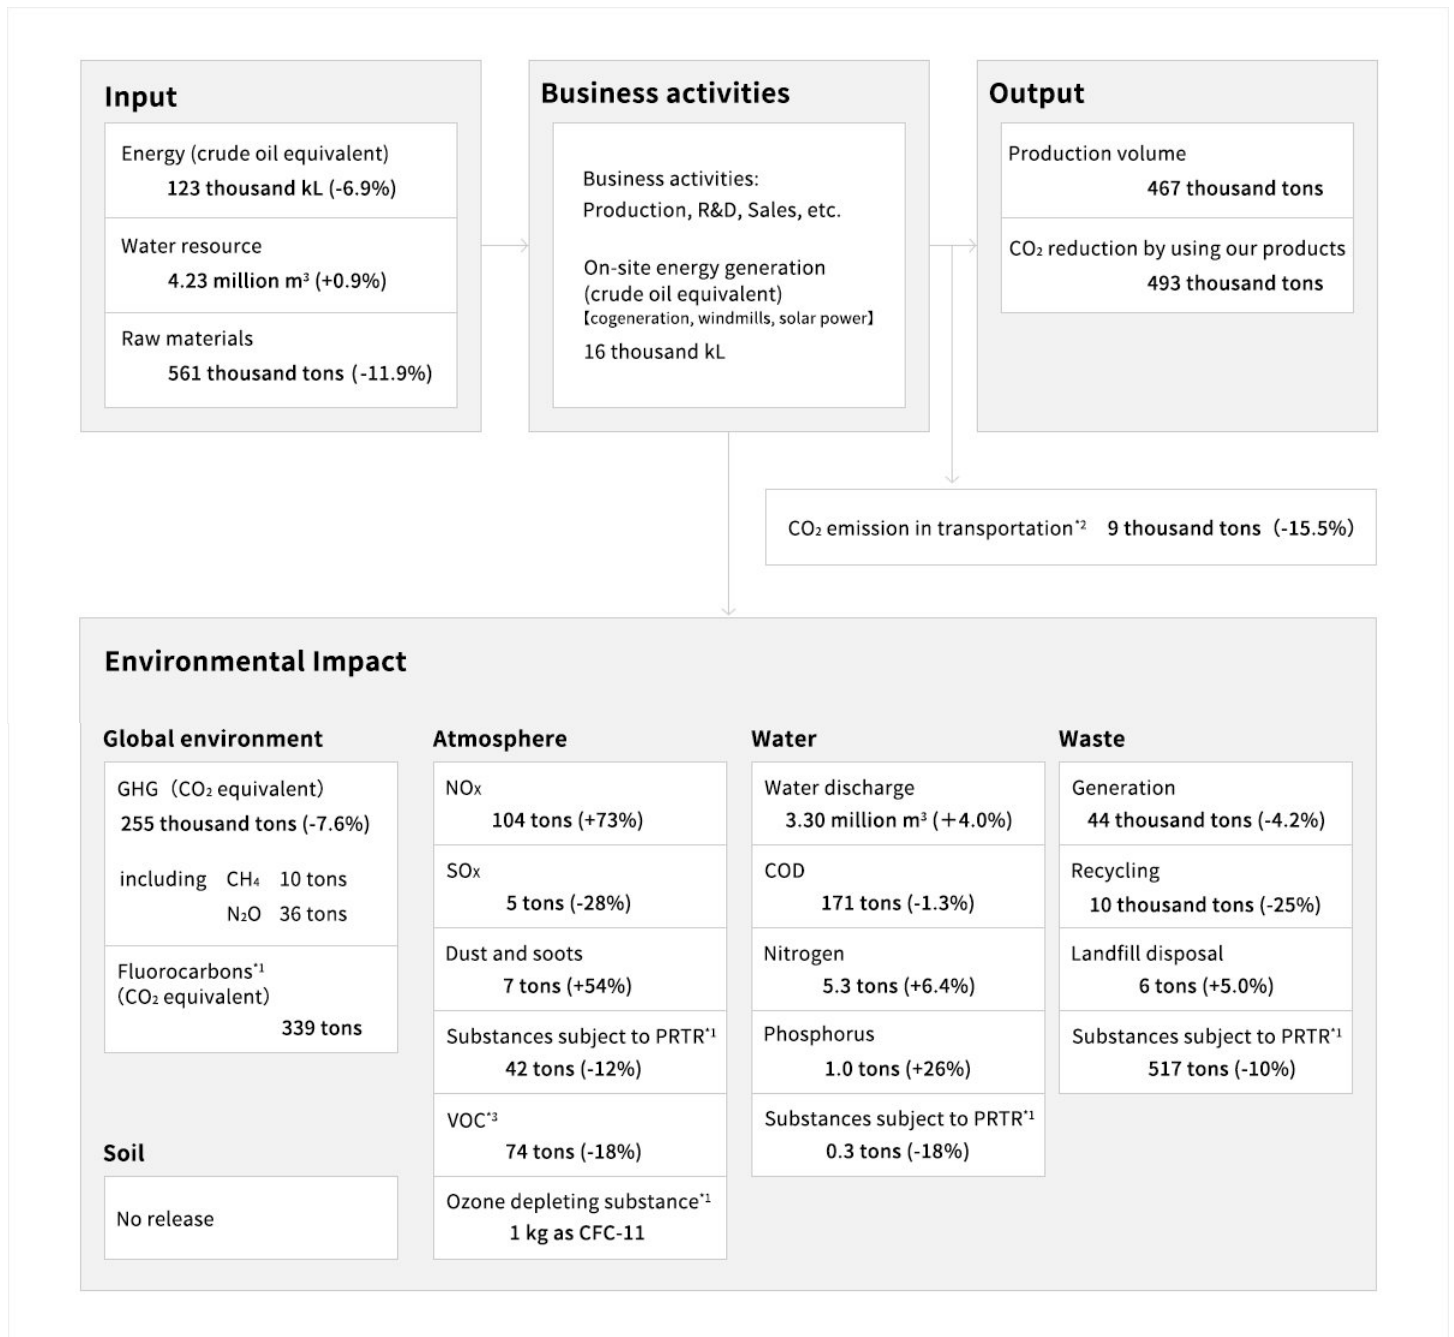 Input
Energy (crude oil equivalent)
123 thousand kL (-6.9%)
Water resource
4.23 million m³ (+0.9%)
Raw materials
561 thousand tons (-11.9%)
Business activities
Business activities:
Production, R&D, Sales, etc.
On-site energy generation
(crude oil equivalent)
【cogeneration, windmills, solar power】
16 thousand kL
Output
Production volume
467 thousand tons
CO₂ reduction by using our products
493 thousand tons
CO₂ emission in transportation*2 9 thousand tons (-15.5%)
Environmental Impact
Global environment
GHG (CO₂ equivalent)
255 thousand tons (-7.6%)
including CH₄ 10 tons
N₂O 36 tons
Fluorocarbons*1
(CO₂ equivalent)
339 tons
Soil
No release
Atmosphere
NOx
104 tons (+73%)
SOx
5 tons (-28%)
Dust and soots
7 tons (+54%)
Substances subject to PRTR*1
42 tons (-12%)
VOC*3
74 tons (-18%)
Ozone depleting substance*1
1 kg as CFC-11
Water
Water discharge
3.30 million m³ (+4.0%)
COD
171 tons (-1.3%)
Nitrogen
5.3 tons (+6.4%)
Phosphorus
1.0 tons (+26%)
Substances subject to PRTR*1
0.3 tons (-18%)
Waste
Generation
44 thousand tons (-4.2%)
Recycling
10 thousand tons (-25%)
Landfill disposal
6 tons (+5.0%)
Substances subject to PRTR*1
517 tons (-10%)